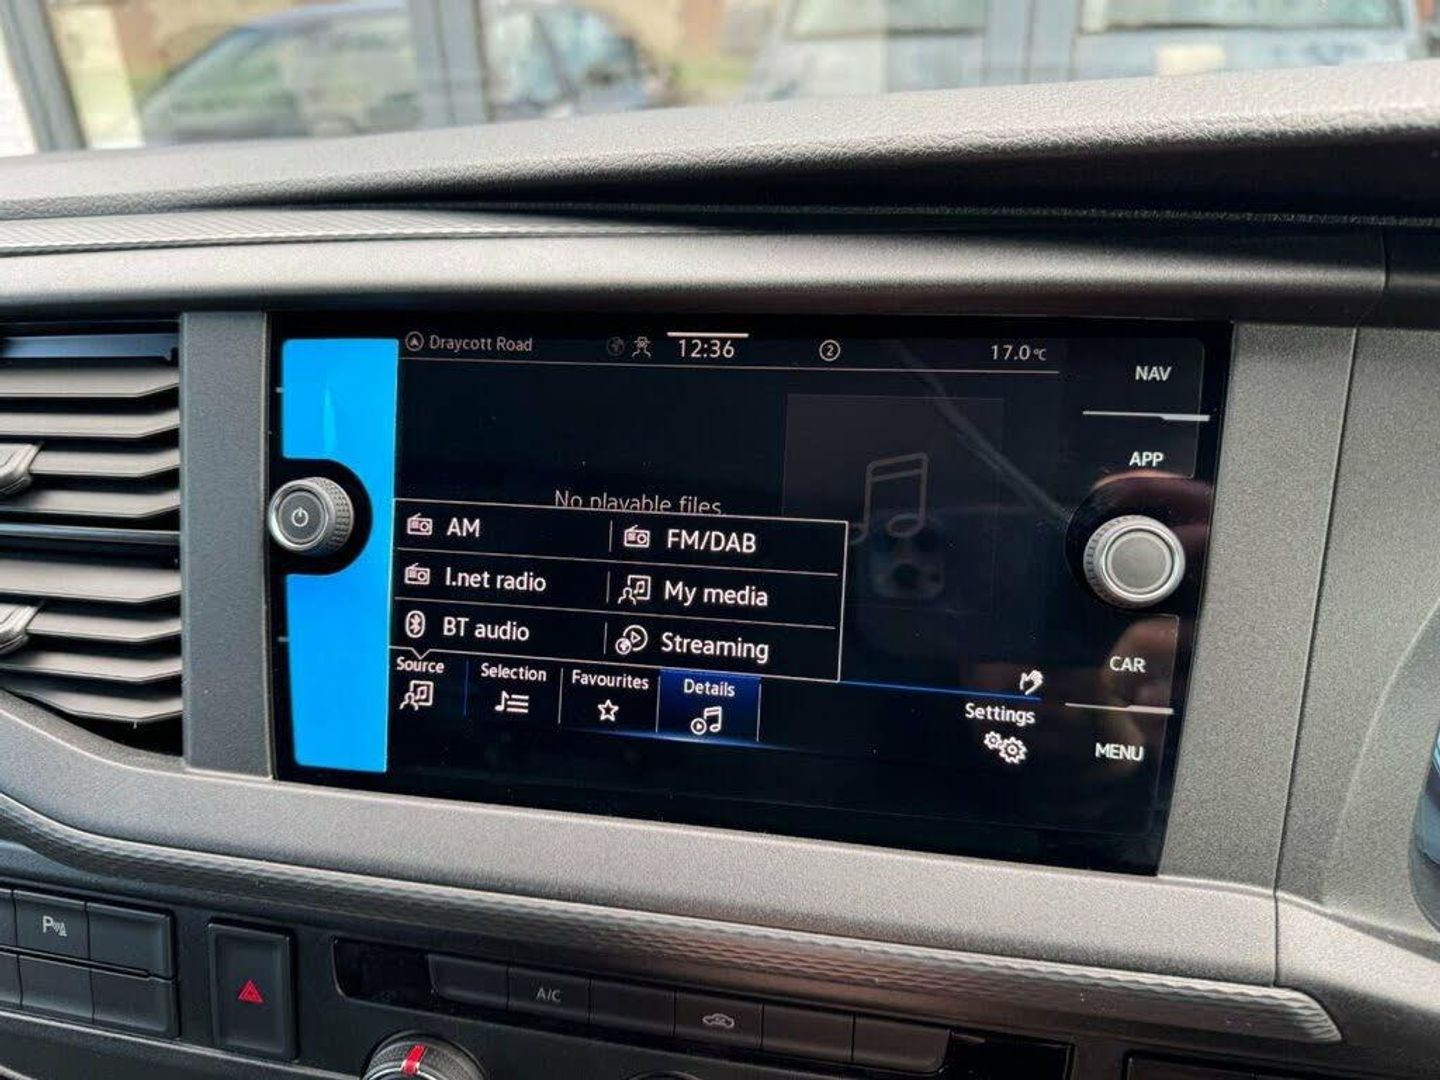 Draycott Road
12:36
2
17.0°C
NAV
APP
No playable files
AM
FM/DAB
I.net radio
My media
BT audio
Streaming
Source
Selection
Favourites
Details
Settings
CAR
MENU
P
A/C